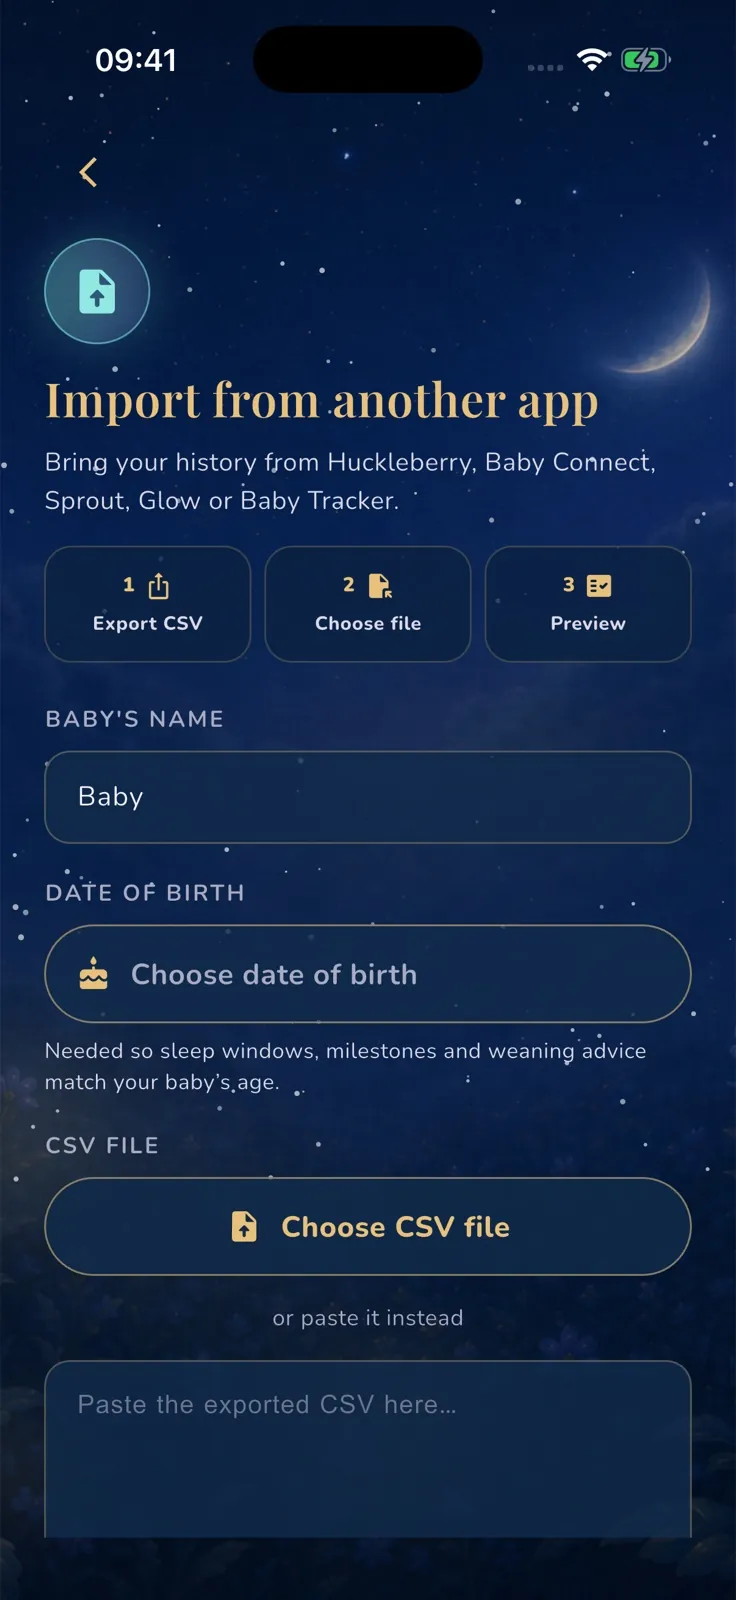 09:41
Import from another app
Bring your history from Huckleberry, Baby Connect,
Sprout, Glow or Baby Tracker.
1
Export CSV
2
Choose file
3
Preview
BABY'S NAME
Baby
DATE OF BIRTH
Choose date of birth
Needed so sleep windows, milestones and weaning advice
match your baby’s age.
CSV FILE
Choose CSV file
or paste it instead
Paste the exported CSV here…